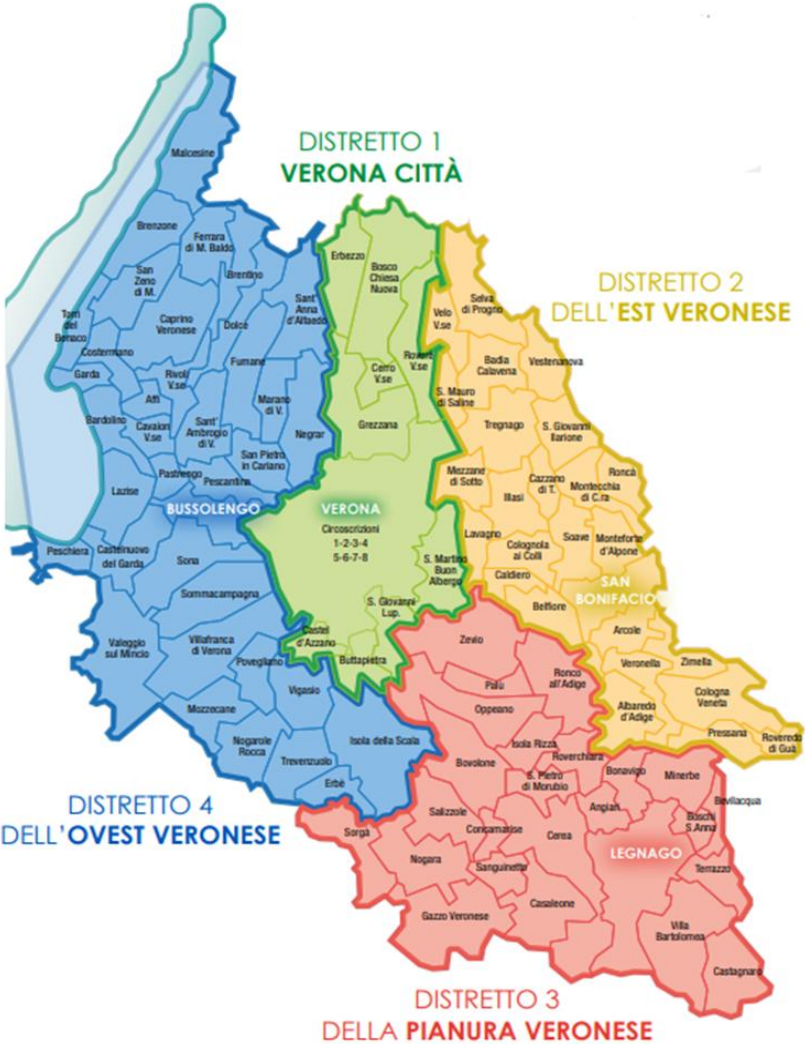 DISTRETTO 1
VERONA CITTÀ
DISTRETTO 2
DELL'EST VERONESE
Malcesine
Brenzone
Ferrara
di M. Baldo
San
Zeno
di M.
Brentino
Torri
del
Benaco
Caprino
Veronese
Dolce
Sant'
Anna
d'Alfaedo
Costermano
Garda
Rivoli
V.se
Fumane
Affi
Marano
di V.
Bardolino
Cavaion
V.se
Sant'
Ambrogio
di V.
Negrar
San Pietro
in Cariano
Pastrengo
Pescantina
Lazise
BUSSOLENGO
Peschiera
Castelnuovo
del Garda
Sona
Sommacampagna
Valeggio
sul Mincio
Villafranca
di Verona
Povegliano
Vigasio
Mozzecane
Nogarole
Rocca
Isola della Scala
Trevenzuolo
Erbè
Erbezzo
Bosco
Chiesa
Nuova
Roverè
V.se
Cerro
V.se
Grezzana
VERONA
Circoscrizioni
1-2-3-4
5-6-7-8
S. Martino
Buon
Albergo
S. Giovanni
Lup.
Castel
d'Azzano
Buttapietra
Velo
V.se
Selva
di Progno
Badia
Calavena
Vestenanova
S. Mauro
di Saline
Tregnago
S. Giovanni
Ilarione
Mezzane
di Sotto
Cazzano
di T.
Roncà
Montecchia
di C.ra
Illasi
Lavagno
Colognola
ai Colli
Soave
Monteforte
d'Alpone
Caldiero
SAN
BONIFACIO
Belfiore
Arcole
Veronella
Zimella
Cologna
Veneta
Albaredo
d'Adige
Pressana
Roveredo
di Guà
Zevio
Palù
Ronco
all'Adige
Oppeano
Isola Rizza
Roverchiara
Bovolone
S. Pietro
di Morubio
Bonavigo
Minerbe
Angiari
Bevilacqua
Boschi
S.Anna
Salizzole
Concamarise
Cerea
LEGNAGO
Sorgà
Nogara
Sanguinetto
Terrazzo
Casaleone
Gazzo Veronese
Villa
Bartolomea
Castagnaro
DISTRETTO 4
DELL'OVEST VERONESE
DISTRETTO 3
DELLA PIANURA VERONESE